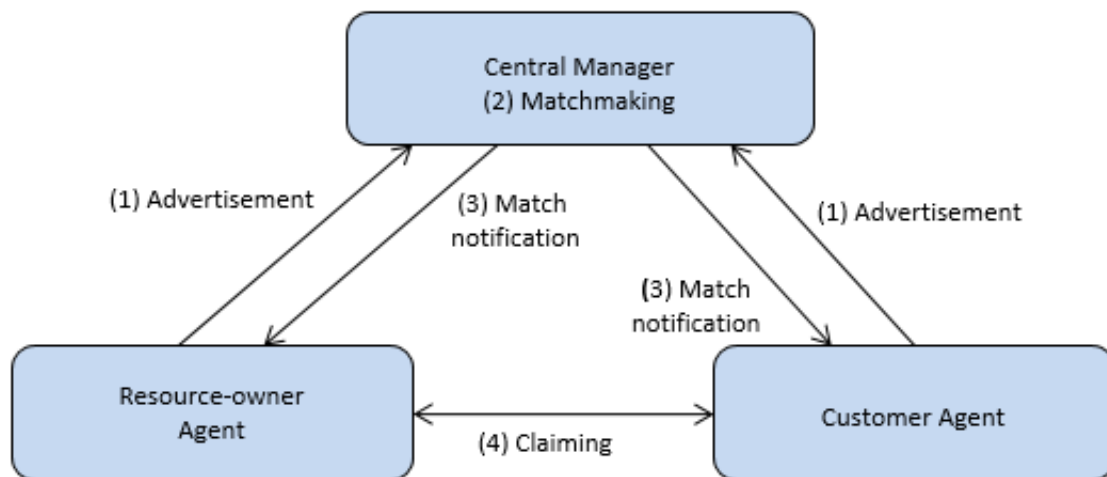 Central Manager
(2) Matchmaking
(1) Advertisement
(3) Match
notification
(1) Advertisement
(3) Match
notification
Resource-owner
Agent
(4) Claiming
Customer Agent